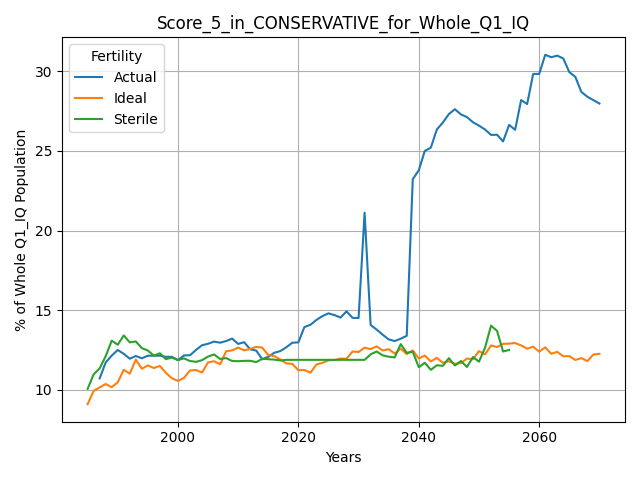 Score_5_in_CONSERVATIVE_for_Whole_Q1_IQ
Fertility
Actual
Ideal
Sterile
% of Whole Q1_IQ Population
30
25
20
15
10
2000 2020 2040 2060
Years